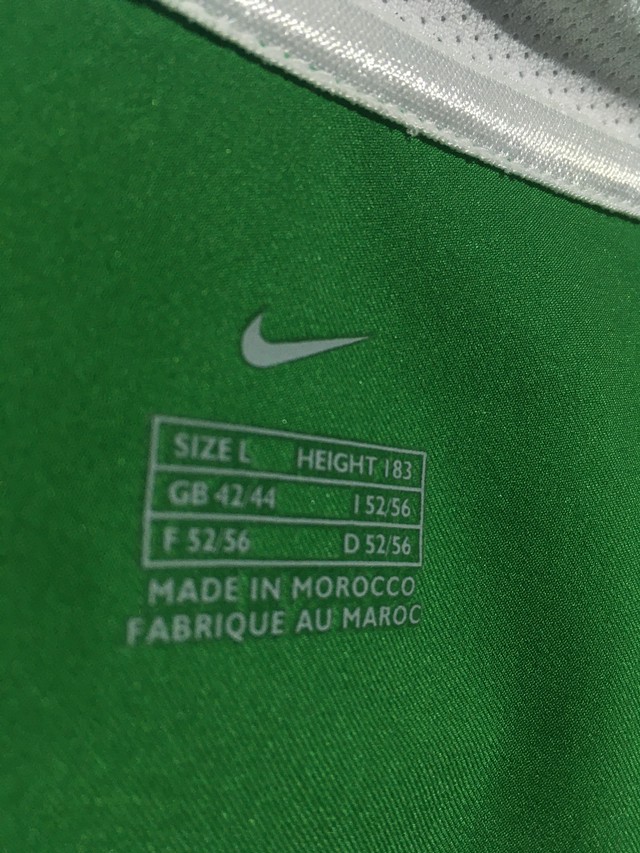 SIZE L HEIGHT 183
GB 42/44 I 52/56
F 52/56 D 52/56
MADE IN MOROCCO
FABRIQUE AU MAROC